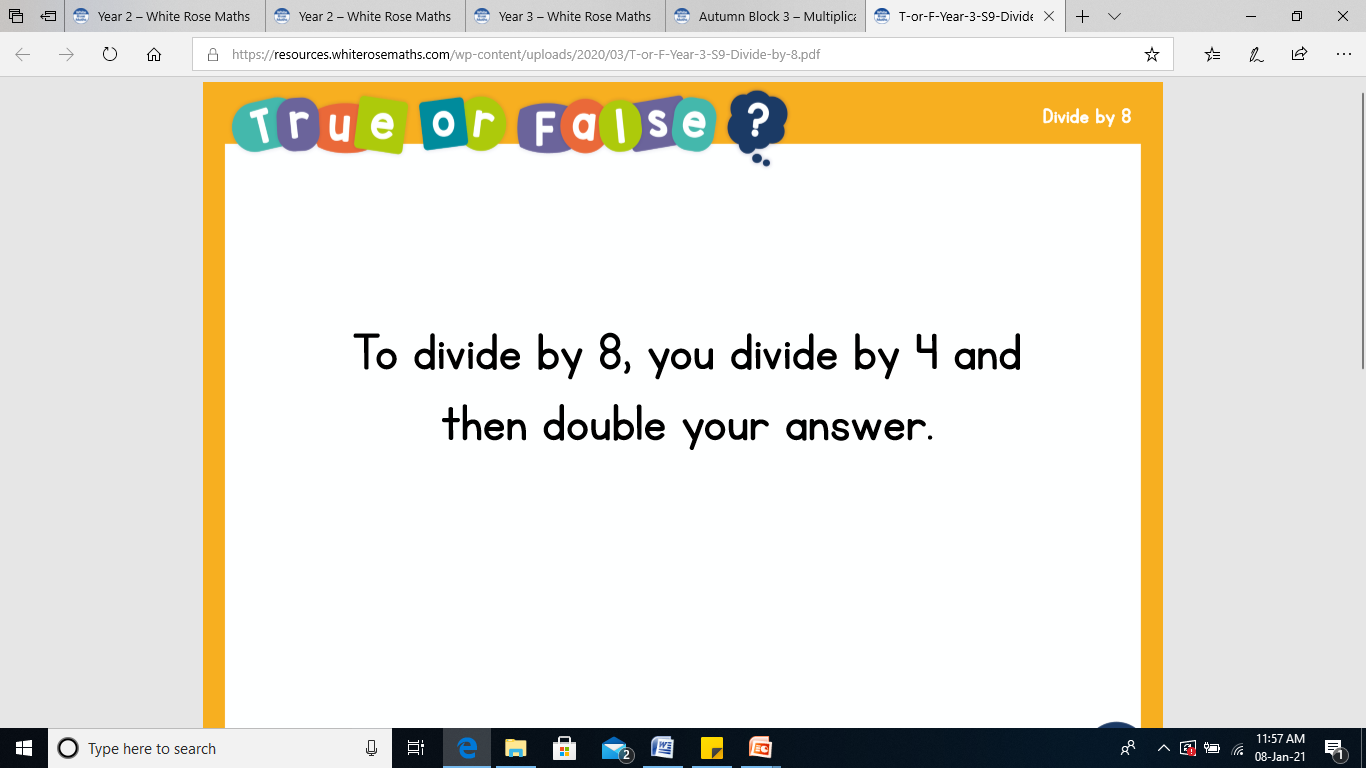 Year 2 – White Rose Maths
Year 2 – White Rose Maths
Year 3 – White Rose Maths
Autumn Block 3 – Multiplica
T-or-F-Year-3-S9-Divide
https://resources.whiterosemaths.com/wp-content/uploads/2020/03/T-or-F-Year-3-S9-Divide-by-8.pdf
True or False?
Divide by 8
To divide by 8, you divide by 4 and
then double your answer.
Type here to search
2
11:57 AM
08-Jan-21
1